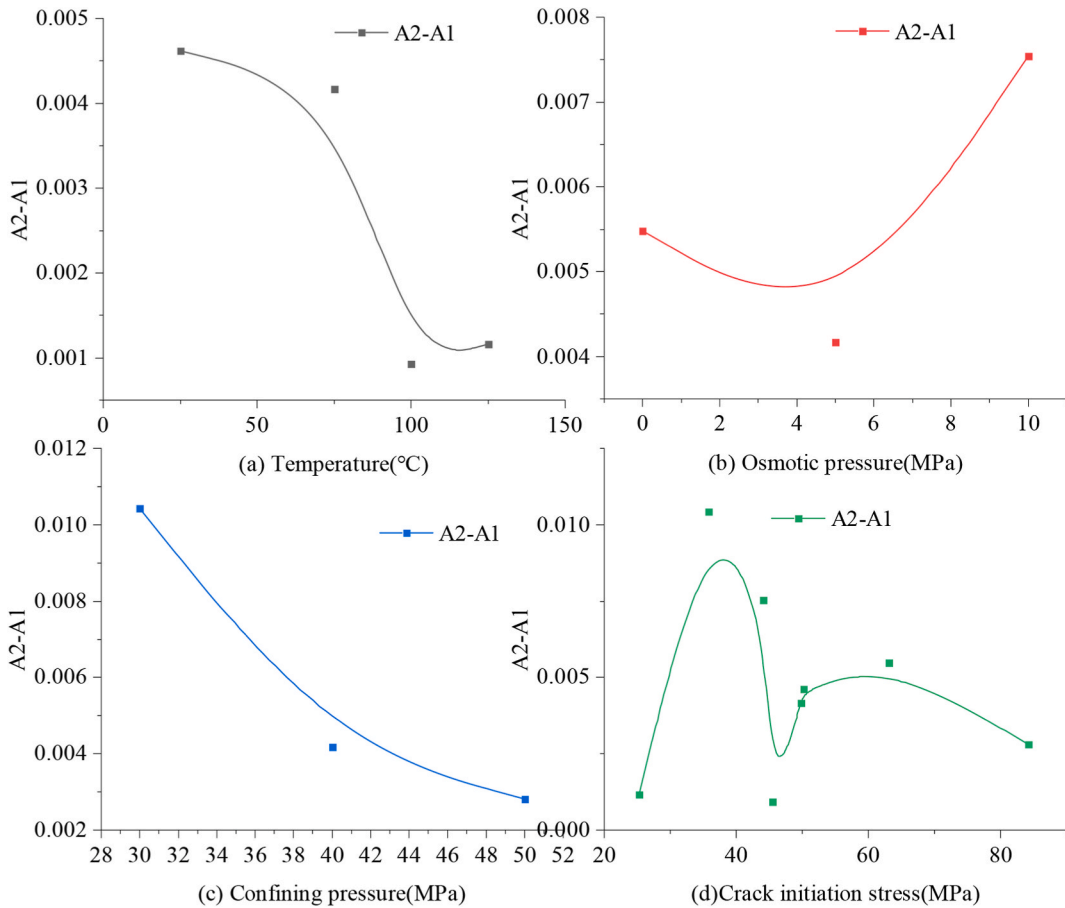 A2-A1
0.005
0.004
0.003
0.002
0.001
A2-A1
0
50
100
150
(a) Temperature(°C)
A2-A1
0.008
0.007
0.006
0.005
0.004
A2-A1
0
2
4
6
8
10
(b) Osmotic pressure(MPa)
A2-A1
0.012
0.010
0.008
0.006
0.004
0.002
A2-A1
28 30 32 34 36 38 40 42 44 46 48 50 52
(c) Confining pressure(MPa)
A2-A1
0.010
0.005
0.000
A2-A1
20
40
60
80
(d)Crack initiation stress(MPa)